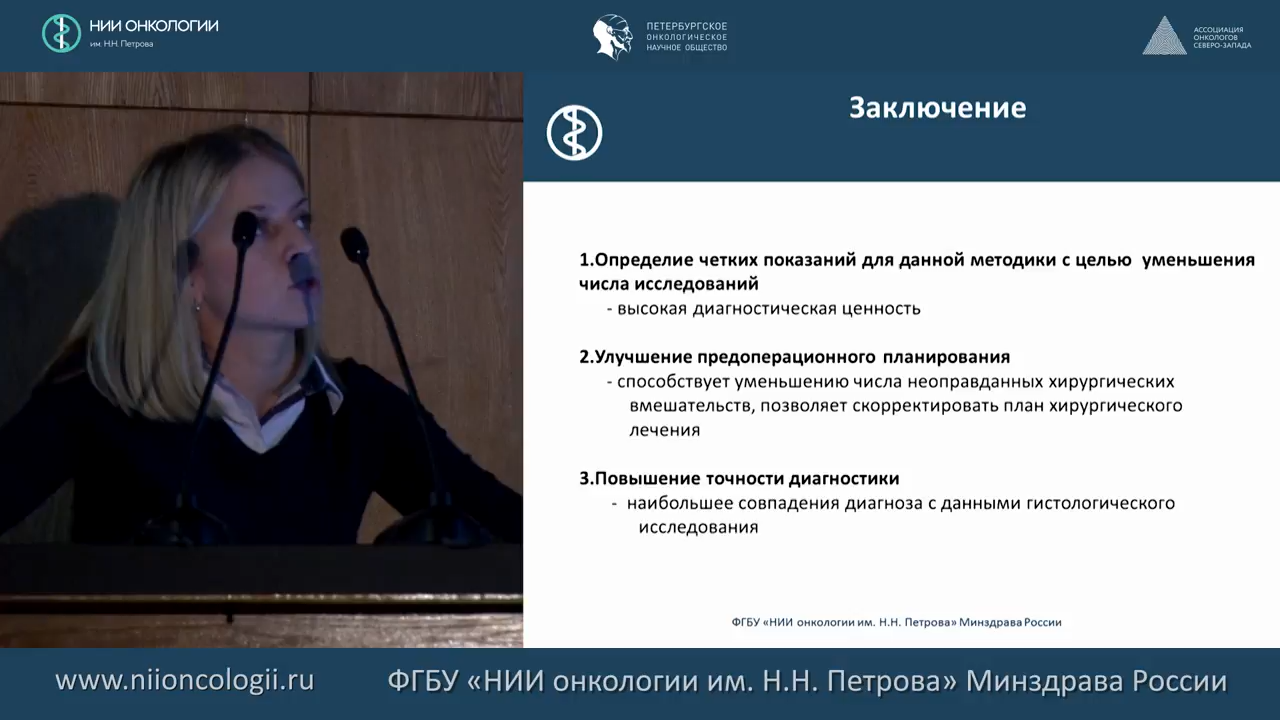 НИИ ОНКОЛОГИИ
им. Н.Н. Петрова
ПЕТЕРБУРГСКОЕ
ОНКОЛОГИЧЕСКОЕ
НАУЧНОЕ ОБЩЕСТВО
АССОЦИАЦИЯ
ОНКОЛОГОВ
СЕВЕРО-ЗАПАДА
Заключение
1.Определение четких показаний для данной методики с целью уменьшения
числа исследований
- высокая диагностическая ценность
2.Улучшение предоперационного планирования
- способствует уменьшению числа неоправданных хирургических
вмешательств, позволяет скорректировать план хирургического
лечения
3.Повышение точности диагностики
- наибольшее совпадения диагноза с данными гистологического
исследования
ФГБУ «НИИ онкологии им. Н.Н. Петрова» Минздрава России
www.niioncologii.ru
ФГБУ «НИИ онкологии им. Н.Н. Петрова» Минздрава России